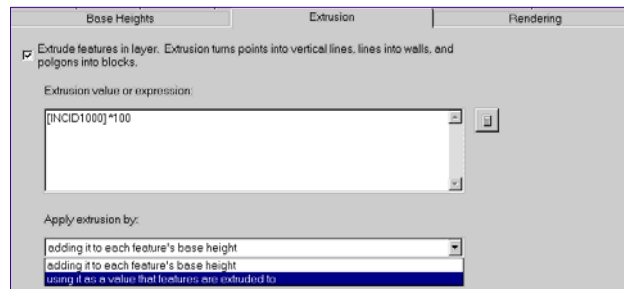 Base Heights Extrusion Rendering
Extrude features in layer. Extrusion turns points into vertical lines, lines into walls, and
polgons into blocks.
Extrusion value or expression:
[INCID1000] *100
Apply extrusion by:
adding it to each feature's base height
adding it to each feature's base height
using it as a value that features are extruded to